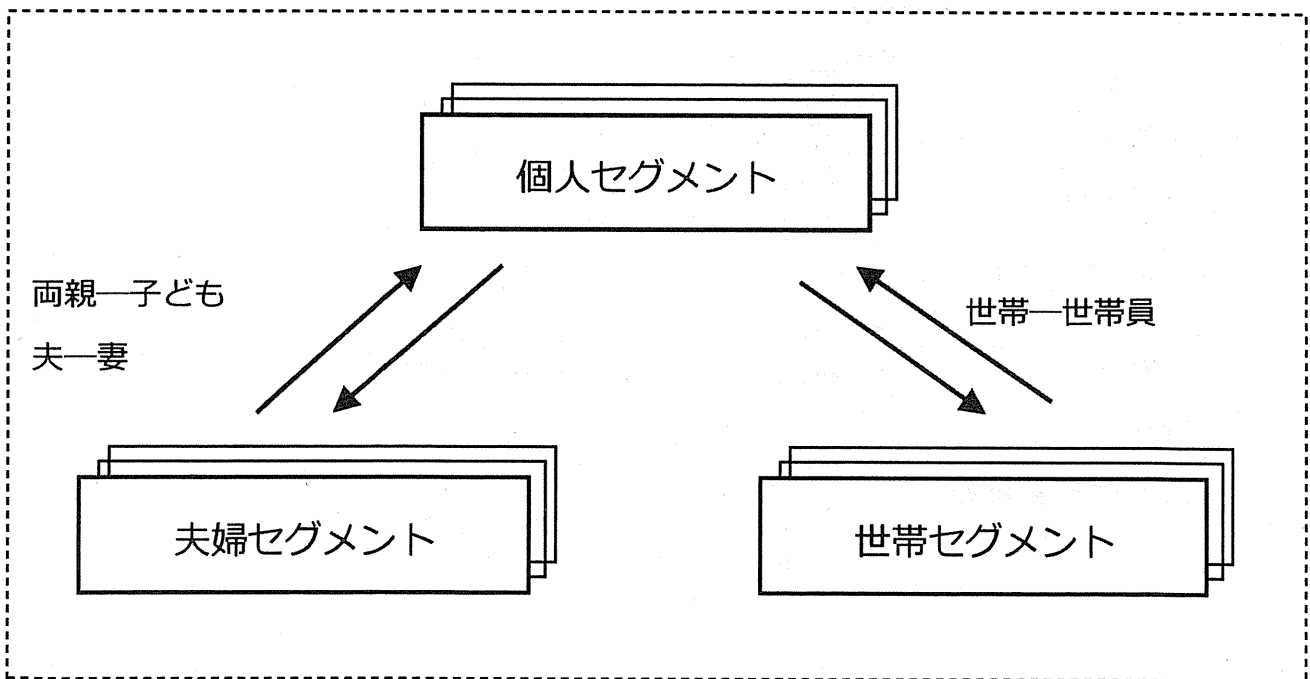 個人セグメント
両親―子ども
夫―妻
世帯―世帯員
夫婦セグメント
世帯セグメント